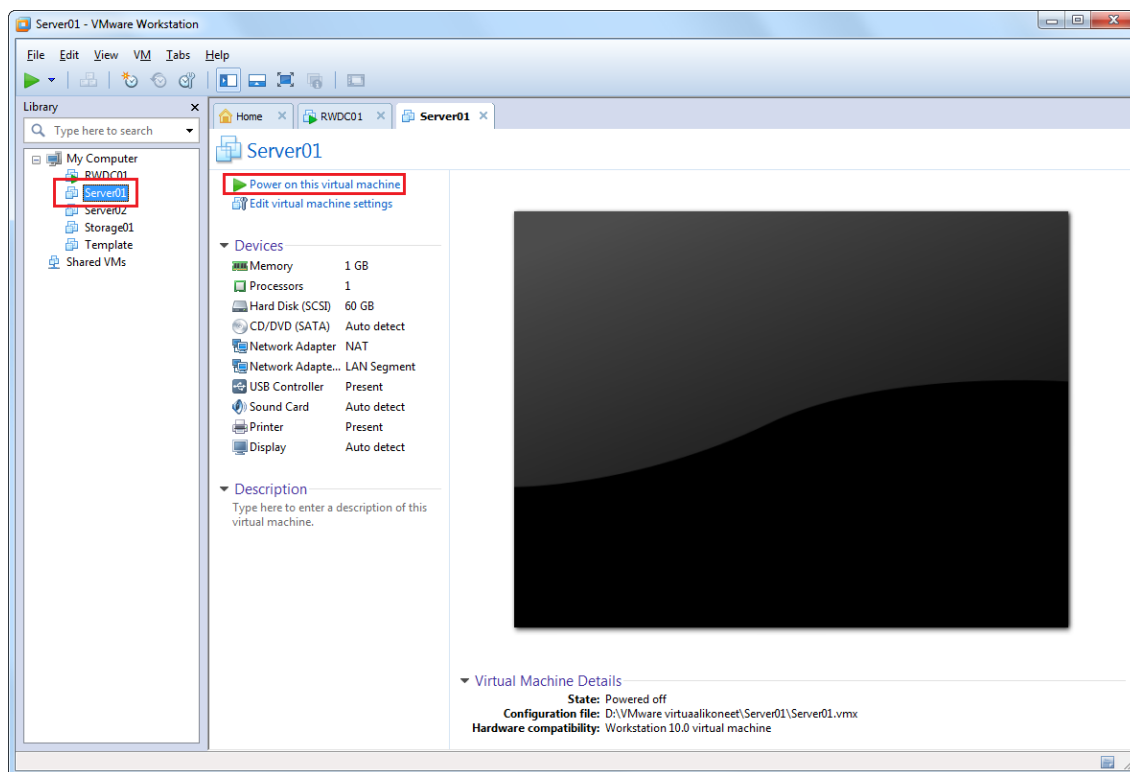 Server01 - VMware Workstation
File Edit View VM Tabs Help
Library
Type here to search
My Computer
RWDC01
Server01
Server02
Storage01
Template
Shared VMs
Home RWDC01 Server01
Server01
Power on this virtual machine
Edit virtual machine settings
Devices
Memory 1 GB
Processors 1
Hard Disk (SCSI) 60 GB
CD/DVD (SATA) Auto detect
Network Adapter NAT
Network Adapte... LAN Segment
USB Controller Present
Sound Card Auto detect
Printer Present
Display Auto detect
Description
Type here to enter a description of this
virtual machine.
Virtual Machine Details
State: Powered off
Configuration file: D:\VMware virtuaalikoneet\Server01\Server01.vmx
Hardware compatibility: Workstation 10.0 virtual machine